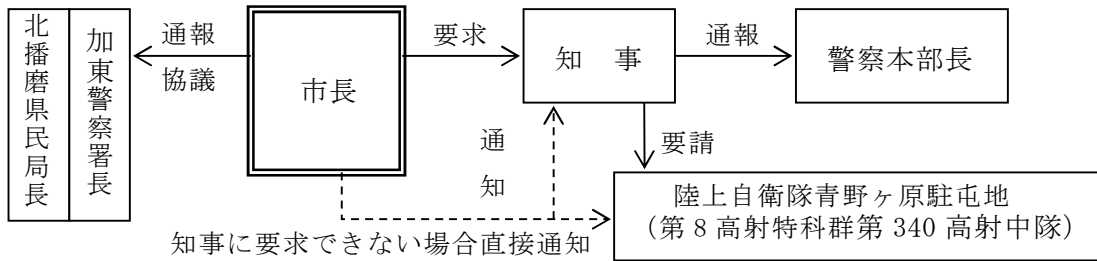 北播磨県民局長
加東警察署長
通報
協議
市長
要求
知　事
通報
警察本部長
通知
要請
陸上自衛隊青野ヶ原駐屯地
（第8高射特科群第340高射中隊）
知事に要求できない場合直接通知